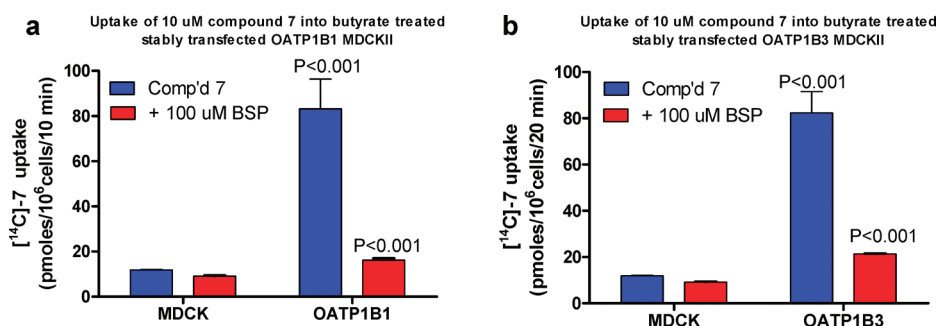 a
Uptake of 10 uM compound 7 into butyrate treated
stably transfected OATP1B1 MDCKII
[¹⁴C]-7 uptake
(pmoles/10⁶cells/10 min)
100
80
60
40
20
0
Comp'd 7
+ 100 uM BSP
P<0.001
P<0.001
MDCK
OATP1B1
b
Uptake of 10 uM compound 7 into butyrate treated
stably transfected OATP1B3 MDCKII
[¹⁴C]-7 uptake
(pmoles/10⁶cells/20 min)
100
80
60
40
20
0
Comp'd 7
+ 100 uM BSP
P<0.001
P<0.001
MDCK
OATP1B3